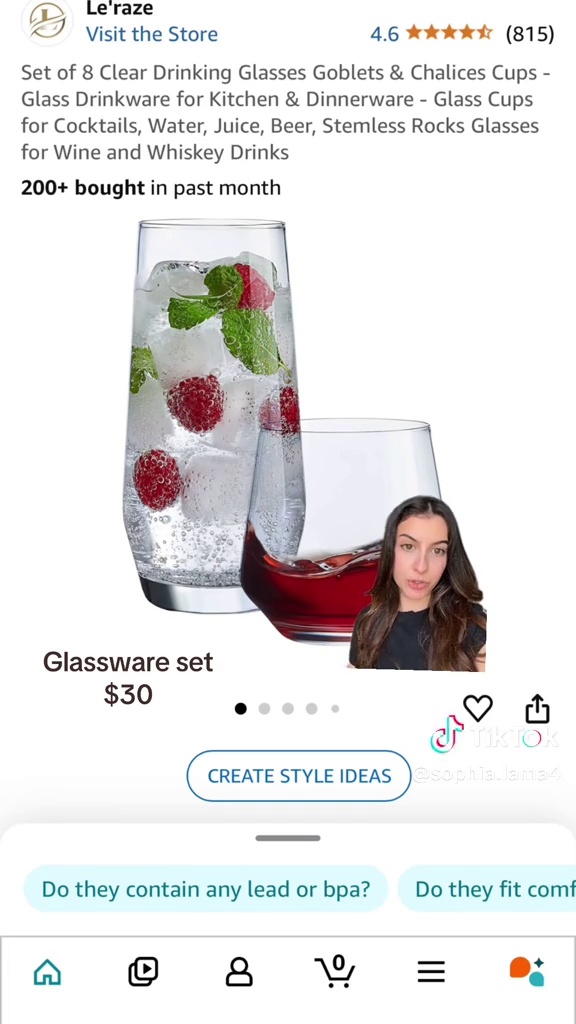 Le'raze
Visit the Store
4.6
(815)
Set of 8 Clear Drinking Glasses Goblets & Chalices Cups -
Glass Drinkware for Kitchen & Dinnerware - Glass Cups
for Cocktails, Water, Juice, Beer, Stemless Rocks Glasses
for Wine and Whiskey Drinks
200+ bought in past month
Glassware set
$30
TikTok
CREATE STYLE IDEAS
@sophia.lama4
Do they contain any lead or bpa?
Do they fit comf
0